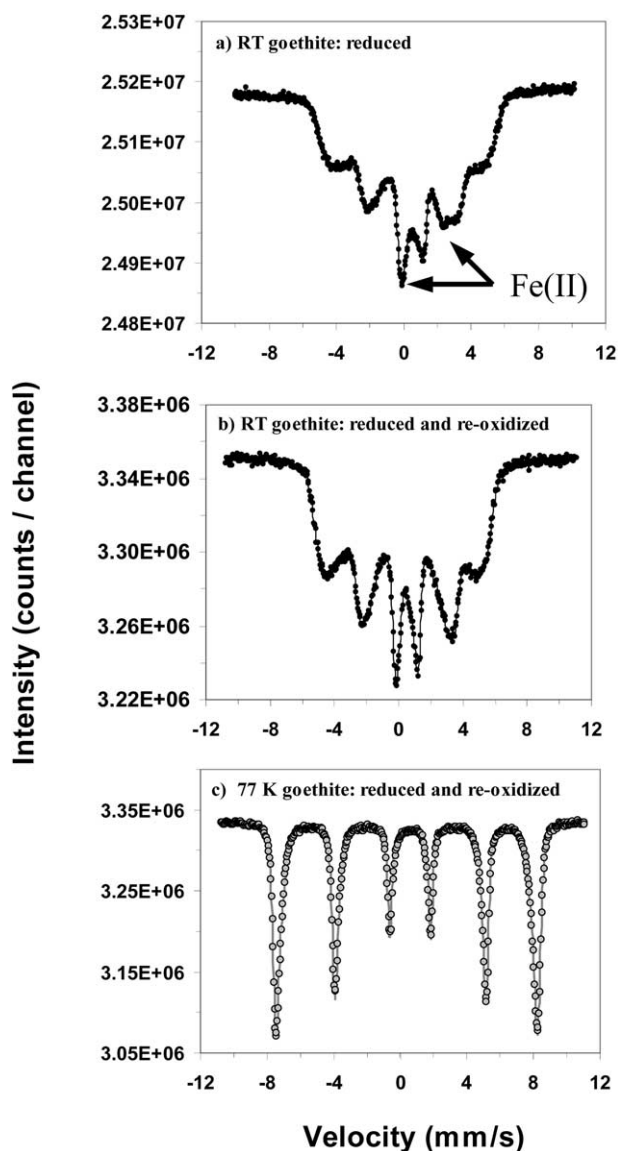 2.53E+07
a) RT goethite: reduced
2.52E+07
2.51E+07
2.50E+07
2.49E+07
Fe(II)
2.48E+07
-12 -8 -4 0 4 8 12
3.38E+06
b) RT goethite: reduced and re-oxidized
3.34E+06
3.30E+06
3.26E+06
3.22E+06
-12 -8 -4 0 4 8 12
Intensity (counts / channel)
c) 77 K goethite: reduced and re-oxidized
3.35E+06
3.25E+06
3.15E+06
3.05E+06
-12 -8 -4 0 4 8 12
Velocity (mm/s)